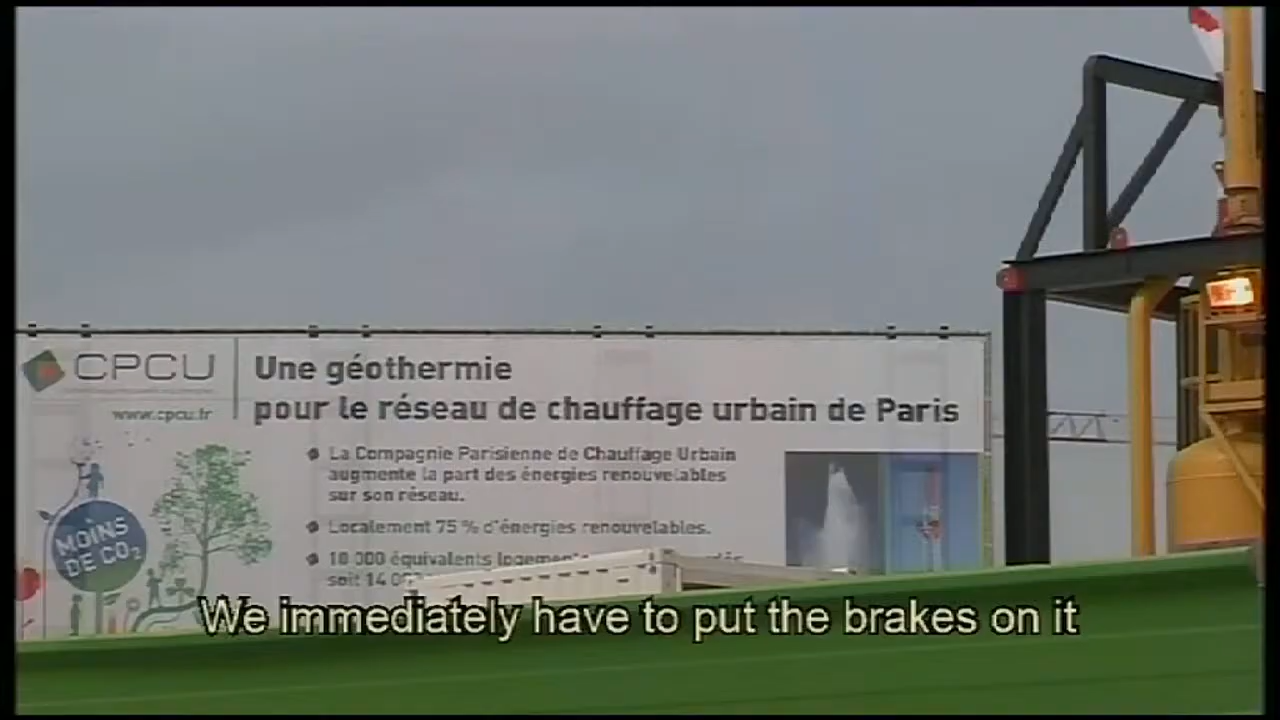 CPCU
www.cpcu.fr
Une géothermie
pour le réseau de chauffage urbain de Paris
La Compagnie Parisienne de Chauffage Urbain
augmente la part des énergies renouvelables
sur son réseau.
Localement 75 % d'énergies renouvelables.
équivalents
soit
MOINS
DE CO₂
We immediately have to put the brakes on it